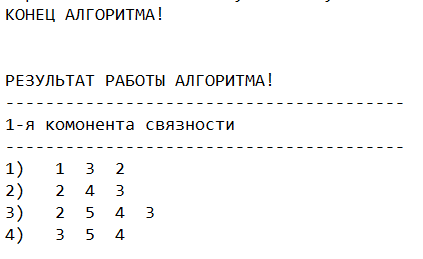 КОНЕЦ АЛГОРИТМА!
РЕЗУЛЬТАТ РАБОТЫ АЛГОРИТМА!
----------------------------------------
1-я комонента связности
----------------------------------------
1) 1 3 2
2) 2 4 3
3) 2 5 4 3
4) 3 5 4